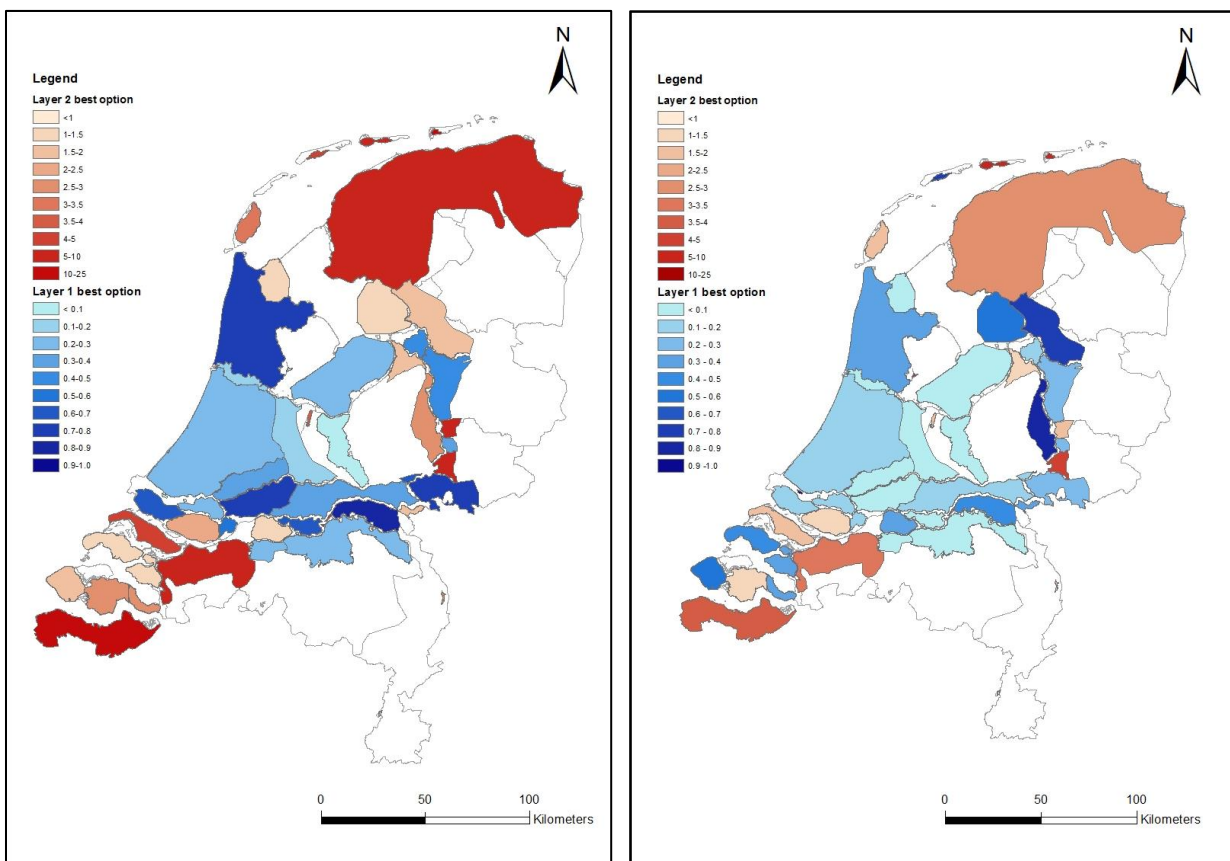 N
Legend
Layer 2 best option
<1
1-1.5
1.5-2
2-2.5
2.5-3
3-3.5
3.5-4
4-5
5-10
10-25
Layer 1 best option
< 0.1
0.1-0.2
0.2-0.3
0.3-0.4
0.4-0.5
0.5-0.6
0.6-0.7
0.7-0.8
0.8-0.9
0.9-1.0
0 50 100
Kilometers
N
Legend
Layer 2 best option
<1
1-1.5
1.5-2
2-2.5
2.5-3
3-3.5
3.5-4
4-5
5-10
10-25
Layer 1 best option
< 0.1
0.1 - 0.2
0.2 - 0.3
0.3 - 0.4
0.4 - 0.5
0.5 - 0.6
0.6 - 0.7
0.7 - 0.8
0.8 - 0.9
0.9 -1.0
0 50 100
Kilometers